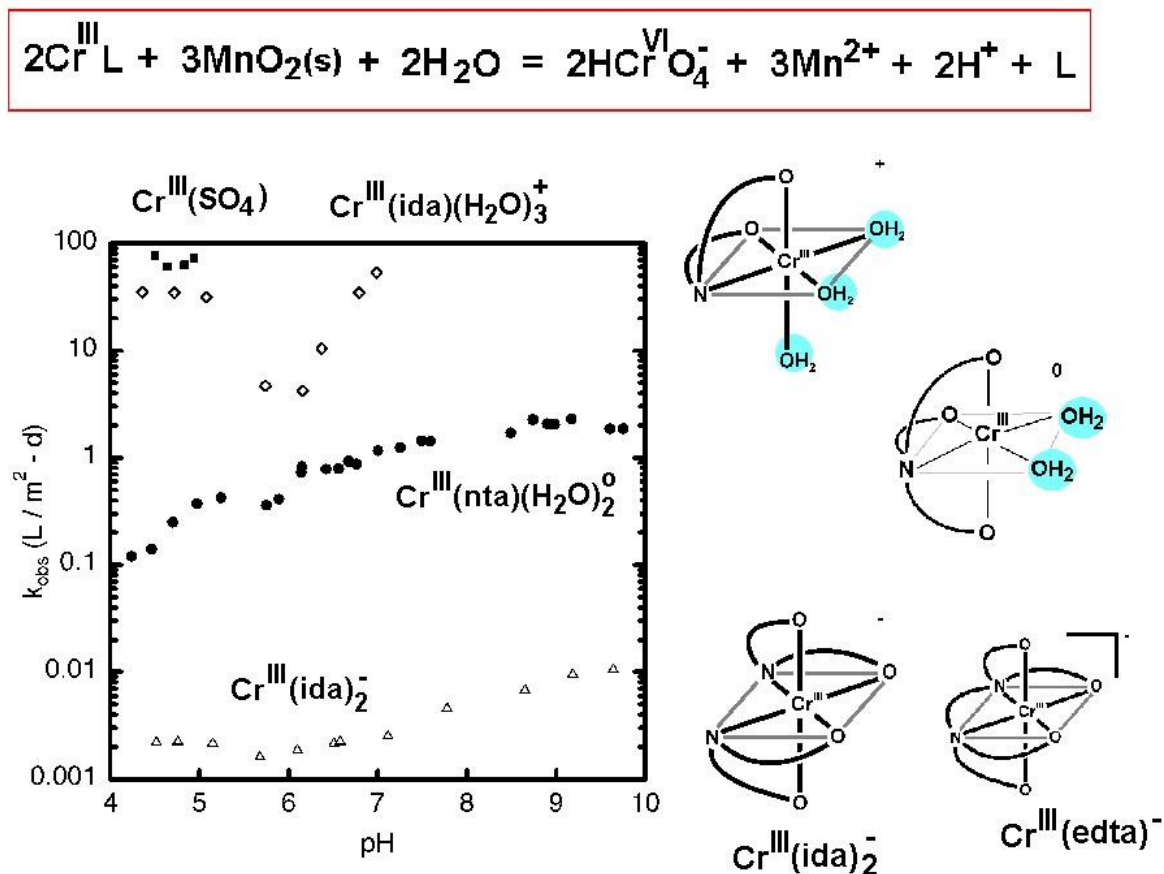 2Cr^III L + 3MnO₂(s) + 2H₂O = 2HCr^VI O₄⁻ + 3Mn²⁺ + 2H⁺ + L
Cr^III(SO₄)
Cr^III(ida)(H₂O)₃⁺
100
10
1
0.1
0.01
0.001
k_obs (L / m² - d)
Cr^III(nta)(H₂O)₂⁰
Cr^III(ida)₂⁻
4 5 6 7 8 9 10
pH
+
O
O
OH₂
Cr^III
N
OH₂
OH₂
0
O
O
Cr^III
OH₂
N
OH₂
O
-
O
N
O
Cr^III
N
O
O
Cr^III(ida)₂⁻
-
O
N
O
Cr^III
N
O
O
Cr^III(edta)⁻